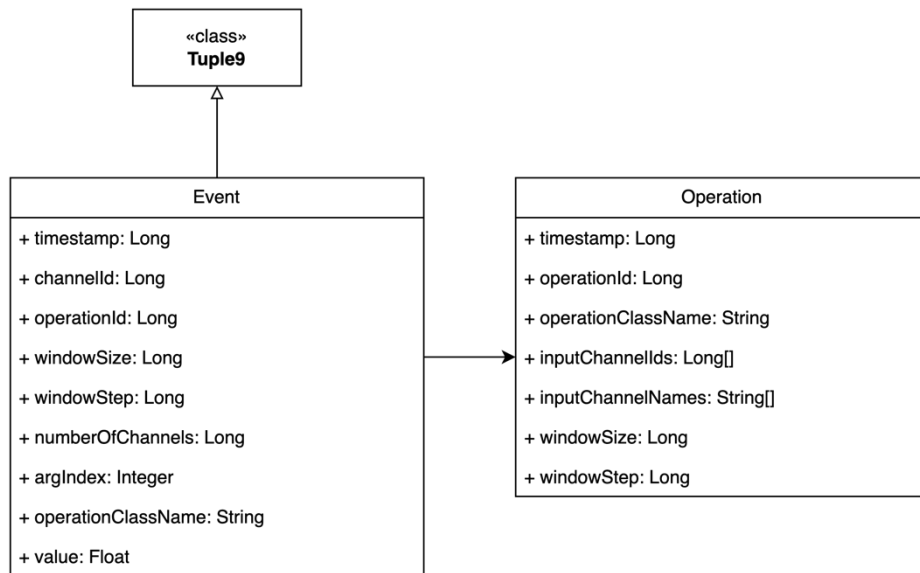 «class»
Tuple9
Event
+ timestamp: Long
+ channelId: Long
+ operationId: Long
+ windowSize: Long
+ windowStep: Long
+ numberOfChannels: Long
+ argIndex: Integer
+ operationClassName: String
+ value: Float
Operation
+ timestamp: Long
+ operationId: Long
+ operationClassName: String
+ inputChannelIds: Long[]
+ inputChannelNames: String[]
+ windowSize: Long
+ windowStep: Long